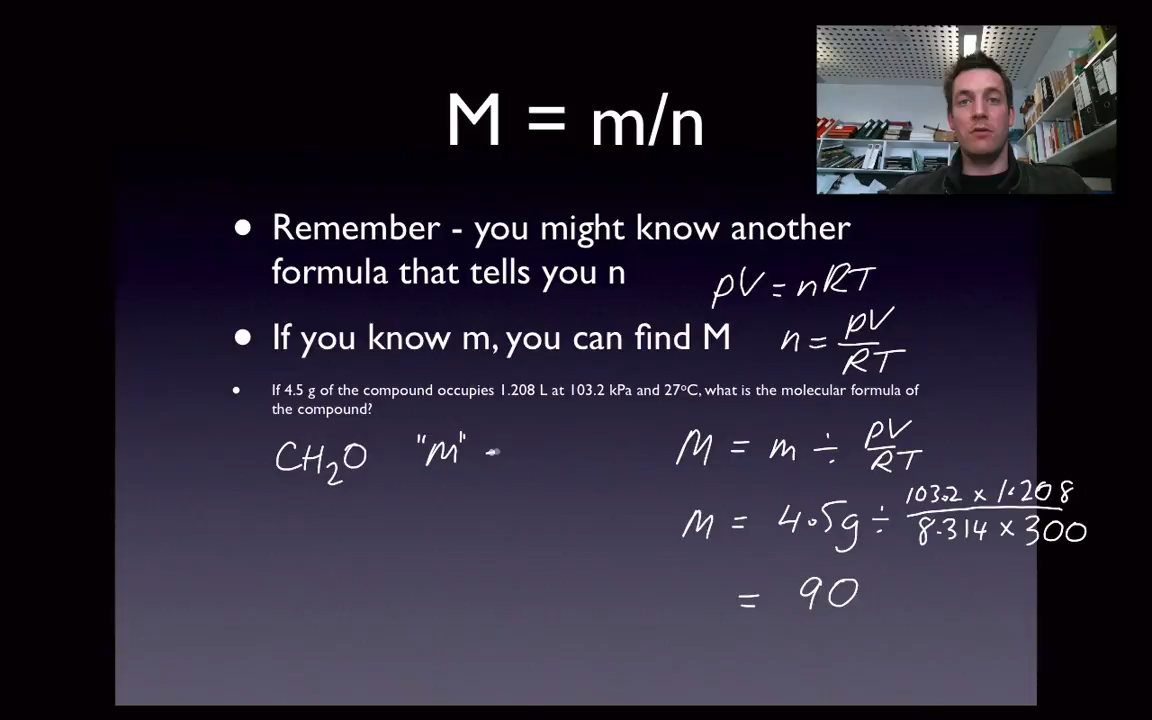 M = m/n
• Remember - you might know another
formula that tells you n
pV = nRT
• If you know m, you can find M
n = pV / RT
• If 4.5 g of the compound occupies 1.208 L at 103.2 kPa and 27°C, what is the molecular formula of
the compound?
CH₂O "M" -
M = m ÷ pV / RT
M = 4.5g ÷ 103.2 x 1.208 / 8.314 x 300
= 90